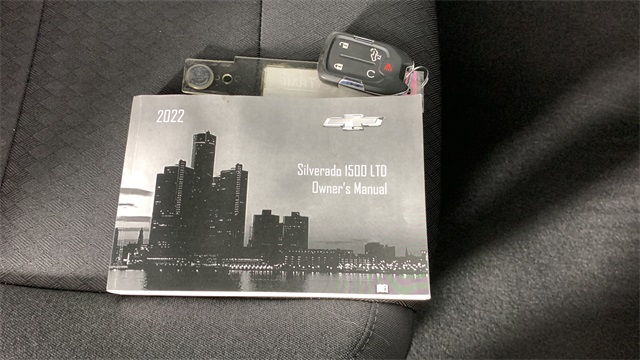 2022
Silverado 1500 LTD
Owner's Manual